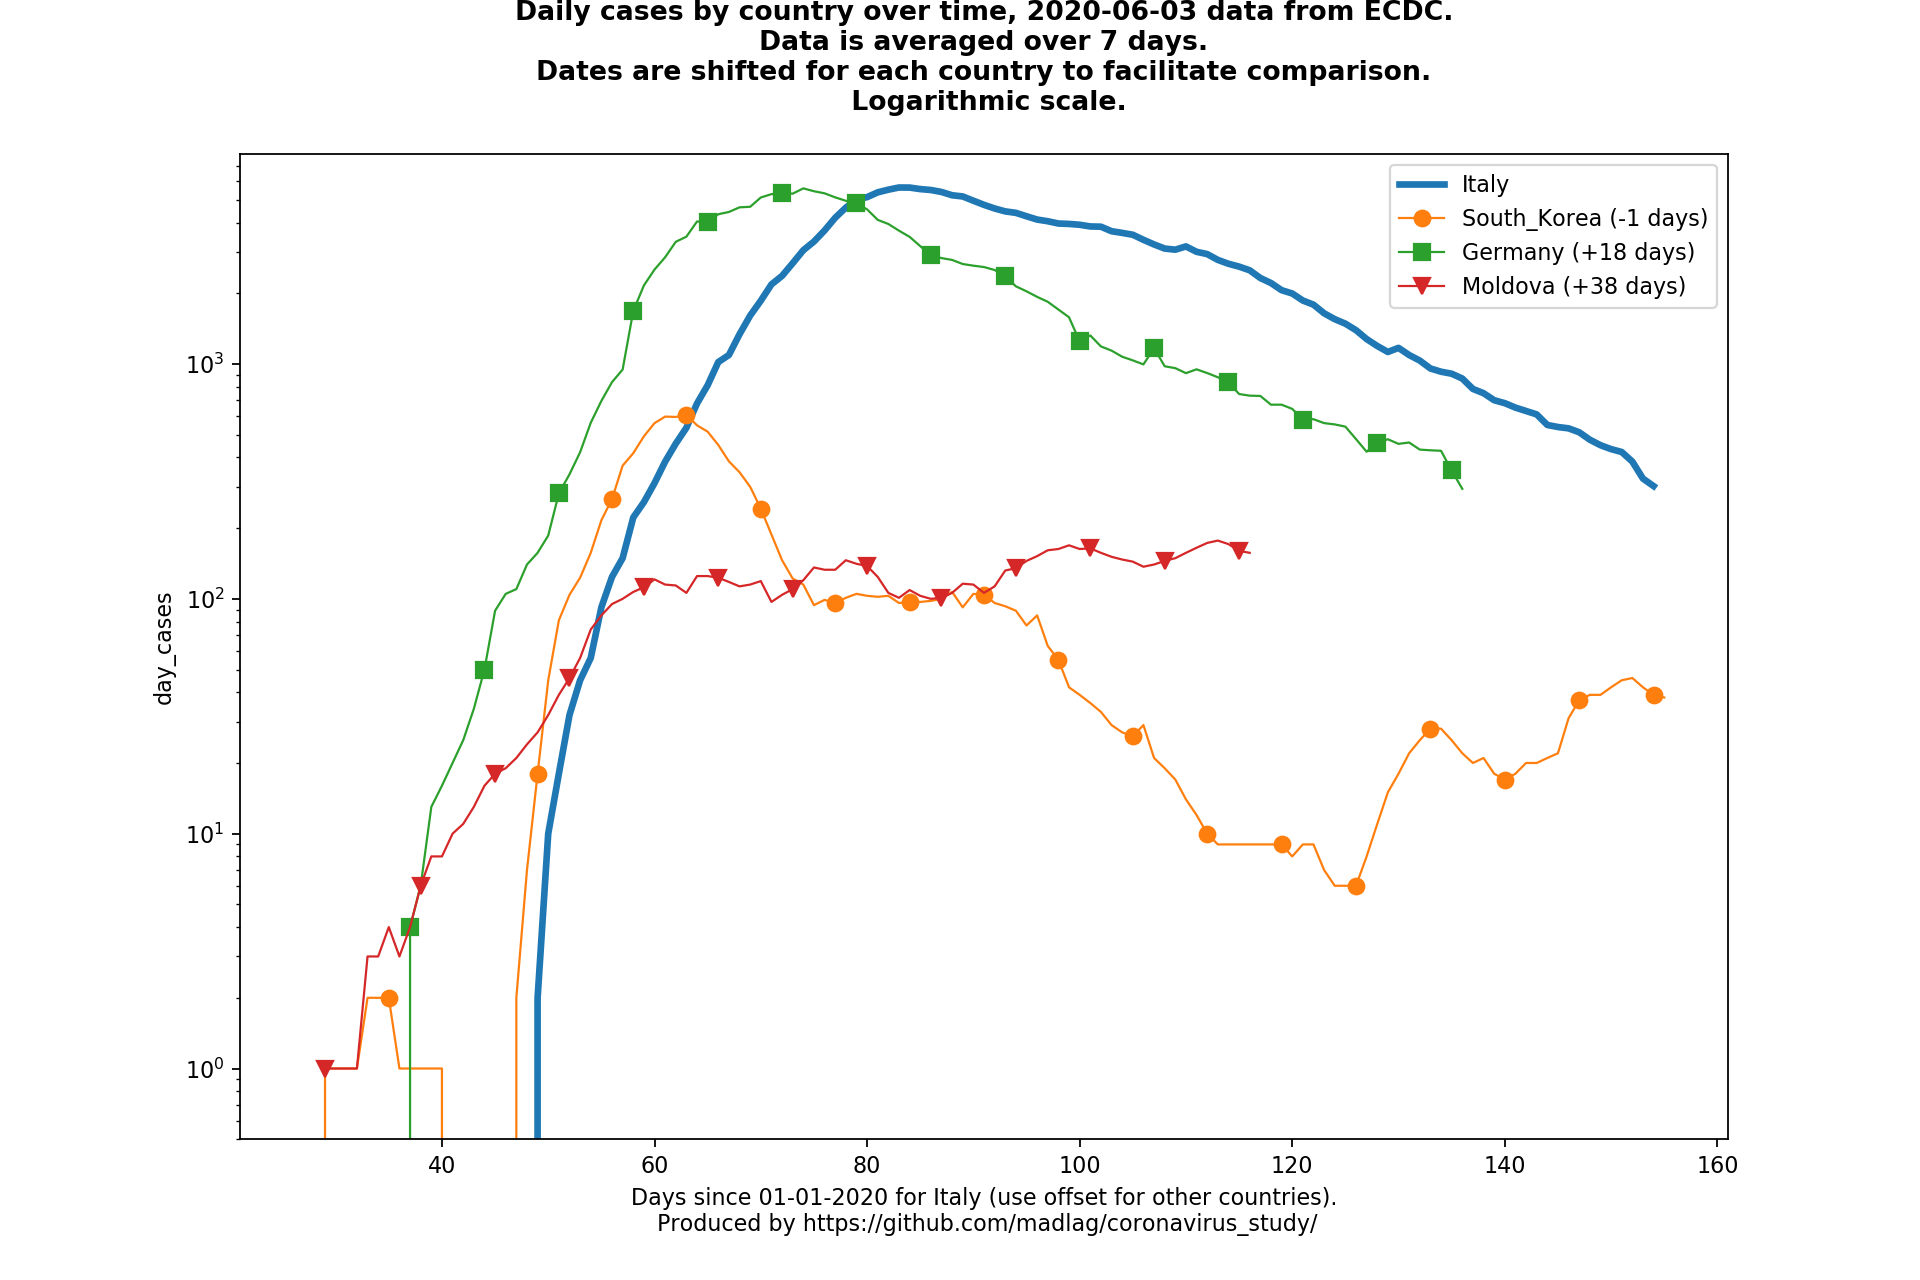 Daily cases by country over time, 2020-06-03 data from ECDC.
Data is averaged over 7 days.
Dates are shifted for each country to facilitate comparison.
Logarithmic scale.
Italy
South_Korea (-1 days)
Germany (+18 days)
Moldova (+38 days)
day_cases
10³
10²
10¹
10⁰
40 60 80 100 120 140 160
Days since 01-01-2020 for Italy (use offset for other countries).
Produced by https://github.com/madlag/coronavirus_study/